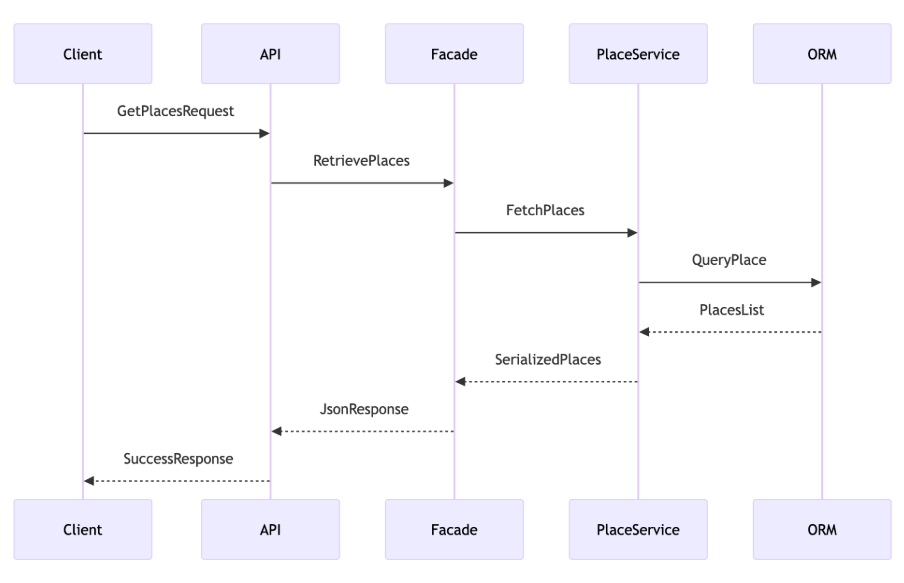 Client API Facade PlaceService ORM
GetPlacesRequest
RetrievePlaces
FetchPlaces
QueryPlace
PlacesList
SerializedPlaces
JsonResponse
SuccessResponse
Client API Facade PlaceService ORM